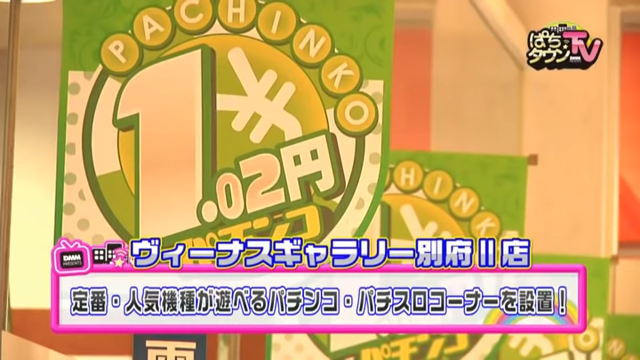 PACHINKO
1.02円
パチンコ
ぱち
タウンTV
DMM
PRESENTS
ヴィーナスギャラリー別府Ⅱ店
定番・人気機種が遊べるパチンコ・パチスロコーナーを設置！